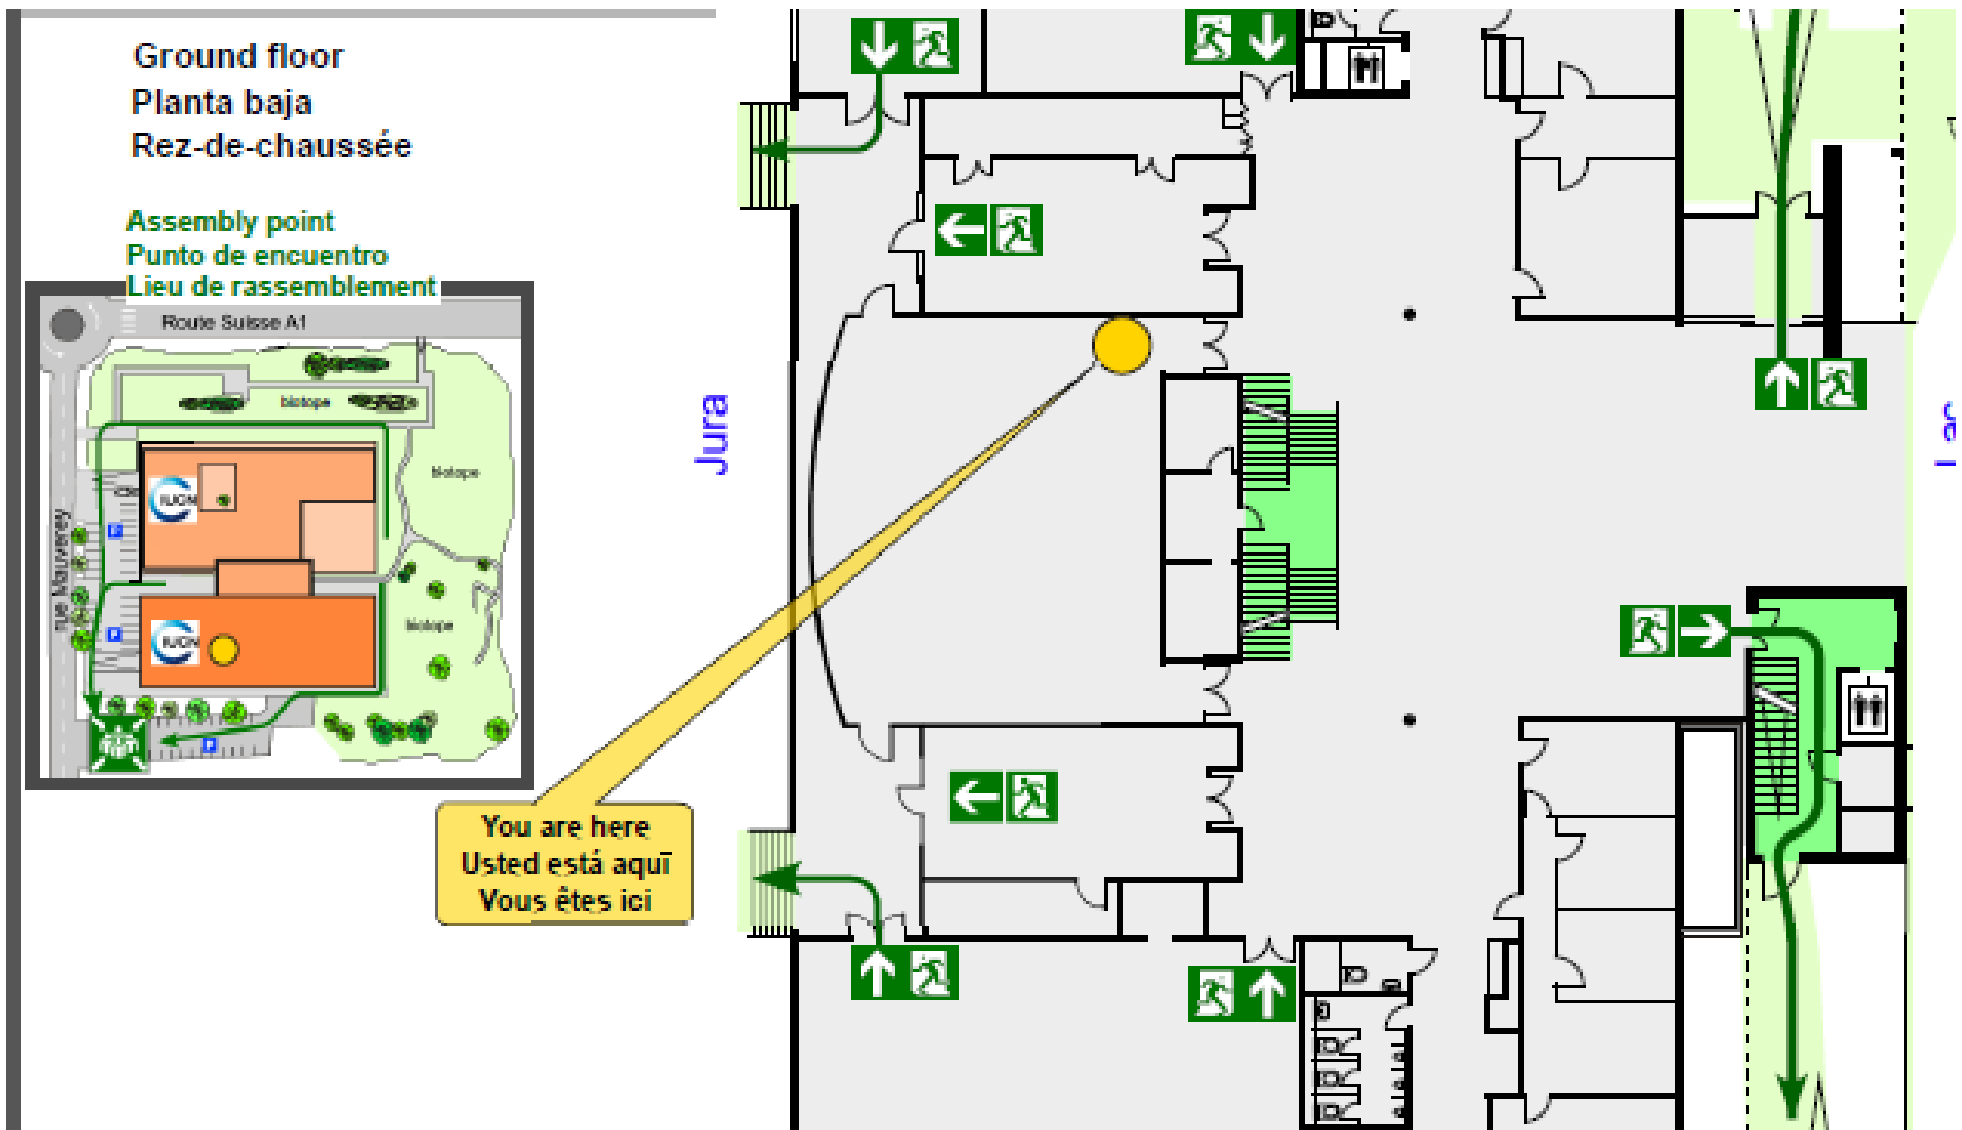 Ground floor
Planta baja
Rez-de-chaussée
Assembly point
Punto de encuentro
Lieu de rassemblement
Route Suisse A1
biotope
biotope
biotope
rue Mauverney
IUCN
IUCN
P
P
P
Jura
You are here
Usted está aquï
Vous êtes ici